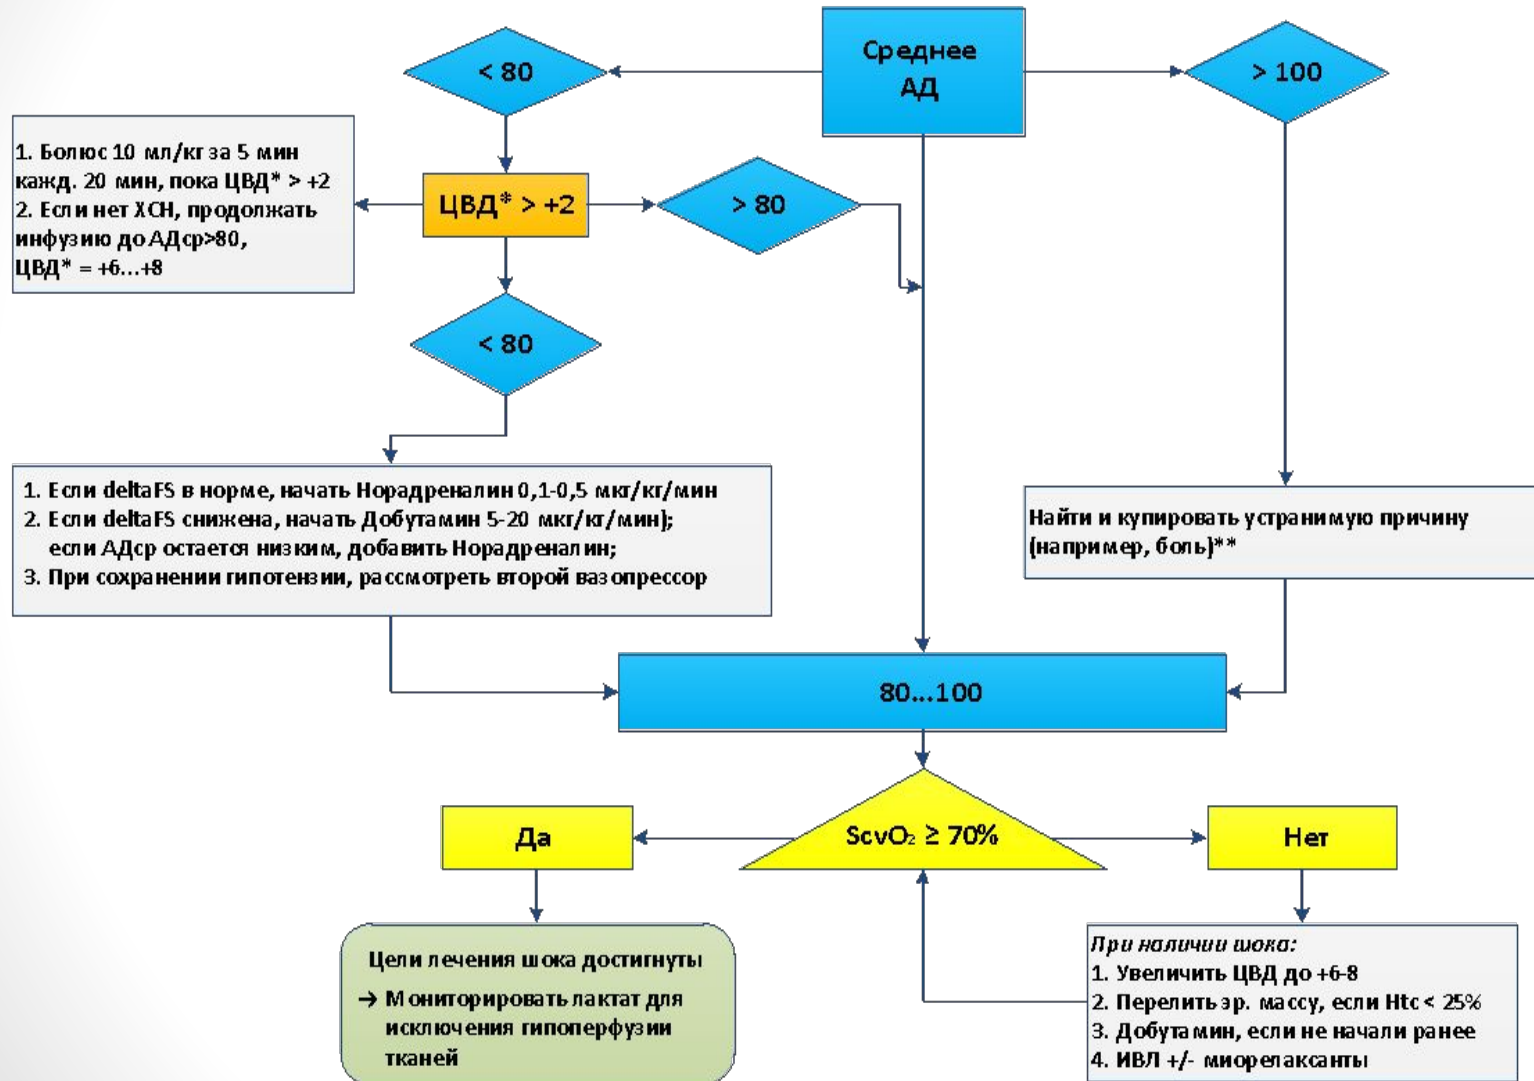 Среднее
АД
< 80
> 100
1. Болюс 10 мл/кг за 5 мин
кажд. 20 мин, пока ЦВД* > +2
2. Если нет ХСН, продолжать
инфузию до АДср>80,
ЦВД* = +6...+8
ЦВД* > +2
> 80
< 80
1. Если deltaFS в норме, начать Норадреналин 0,1-0,5 мкг/кг/мин
2. Если deltaFS снижена, начать Добутамин 5-20 мкг/кг/мин);
если АДср остается низким, добавить Норадреналин;
3. При сохранении гипотензии, рассмотреть второй вазопрессор
Найти и купировать устранимую причину
(например, боль)**
80...100
ScvO₂ ≥ 70%
Да
Нет
Цели лечения шока достигнуты
→ Мониторировать лактат для
исключения гипоперфузии
тканей
При наличии шока:
1. Увеличить ЦВД до +6-8
2. Перелить эр. массу, если Htc < 25%
3. Добутамин, если не начали ранее
4. ИВЛ +/- миорелаксанты